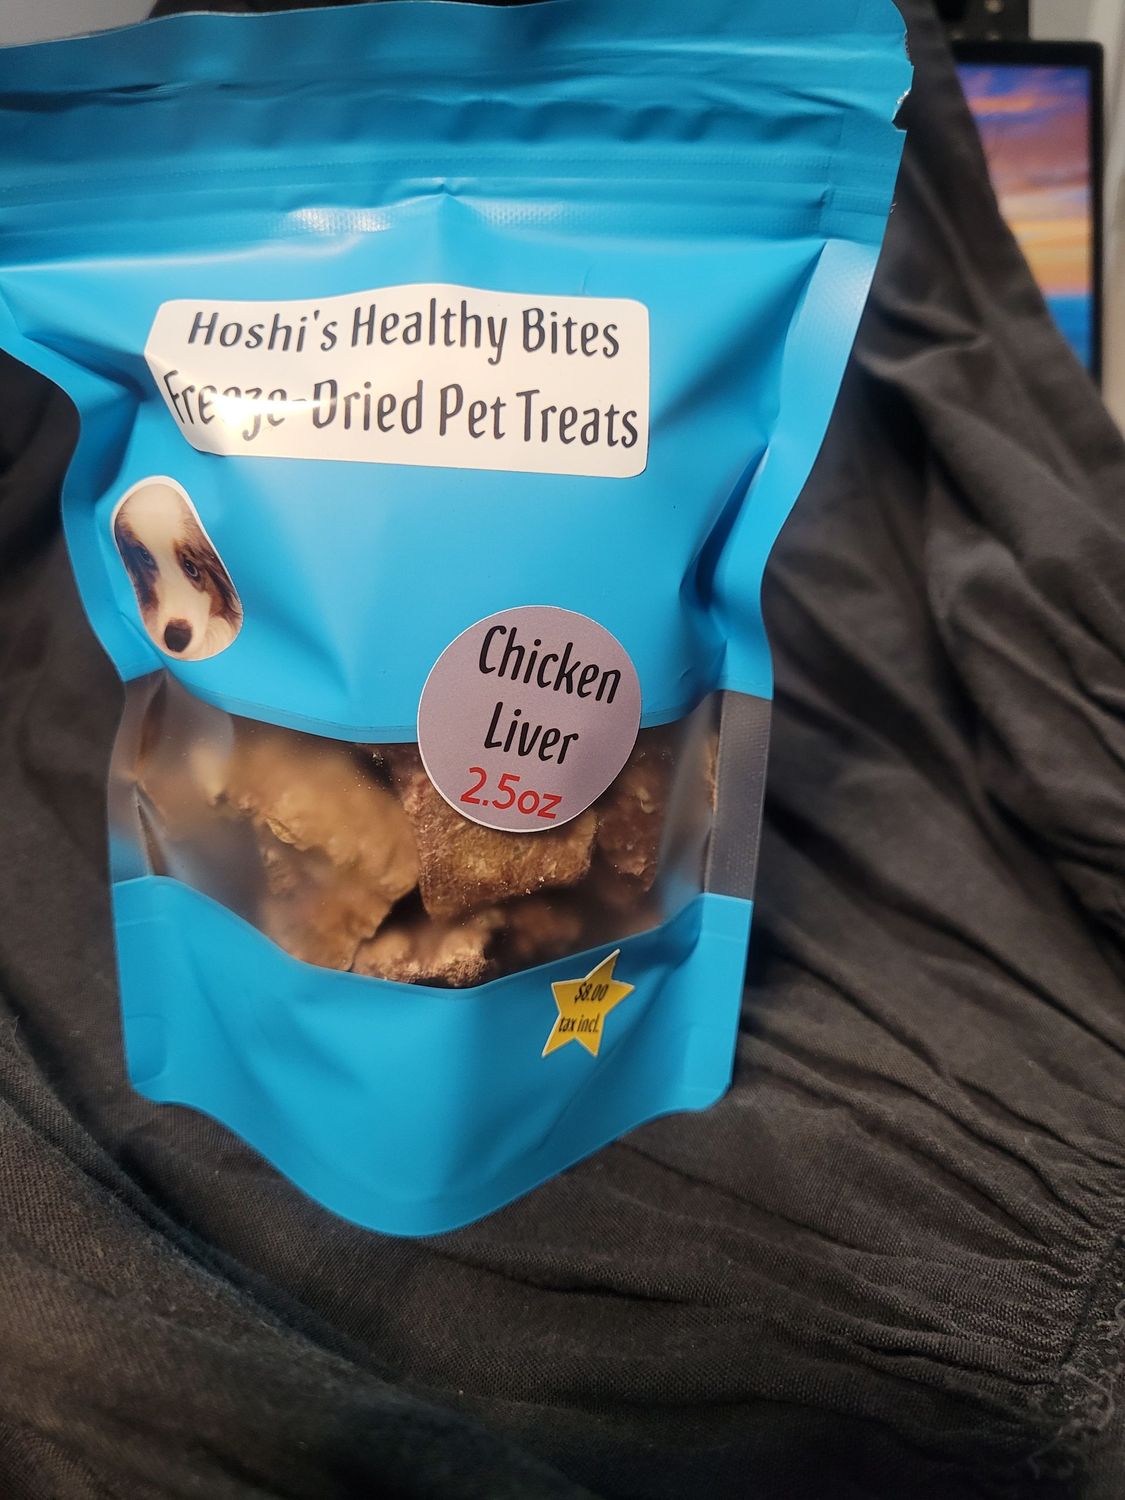 Hoshi's Healthy Bites
Freeze-Dried Pet Treats
Chicken
Liver
2.5oz
$8.00
tax incl.